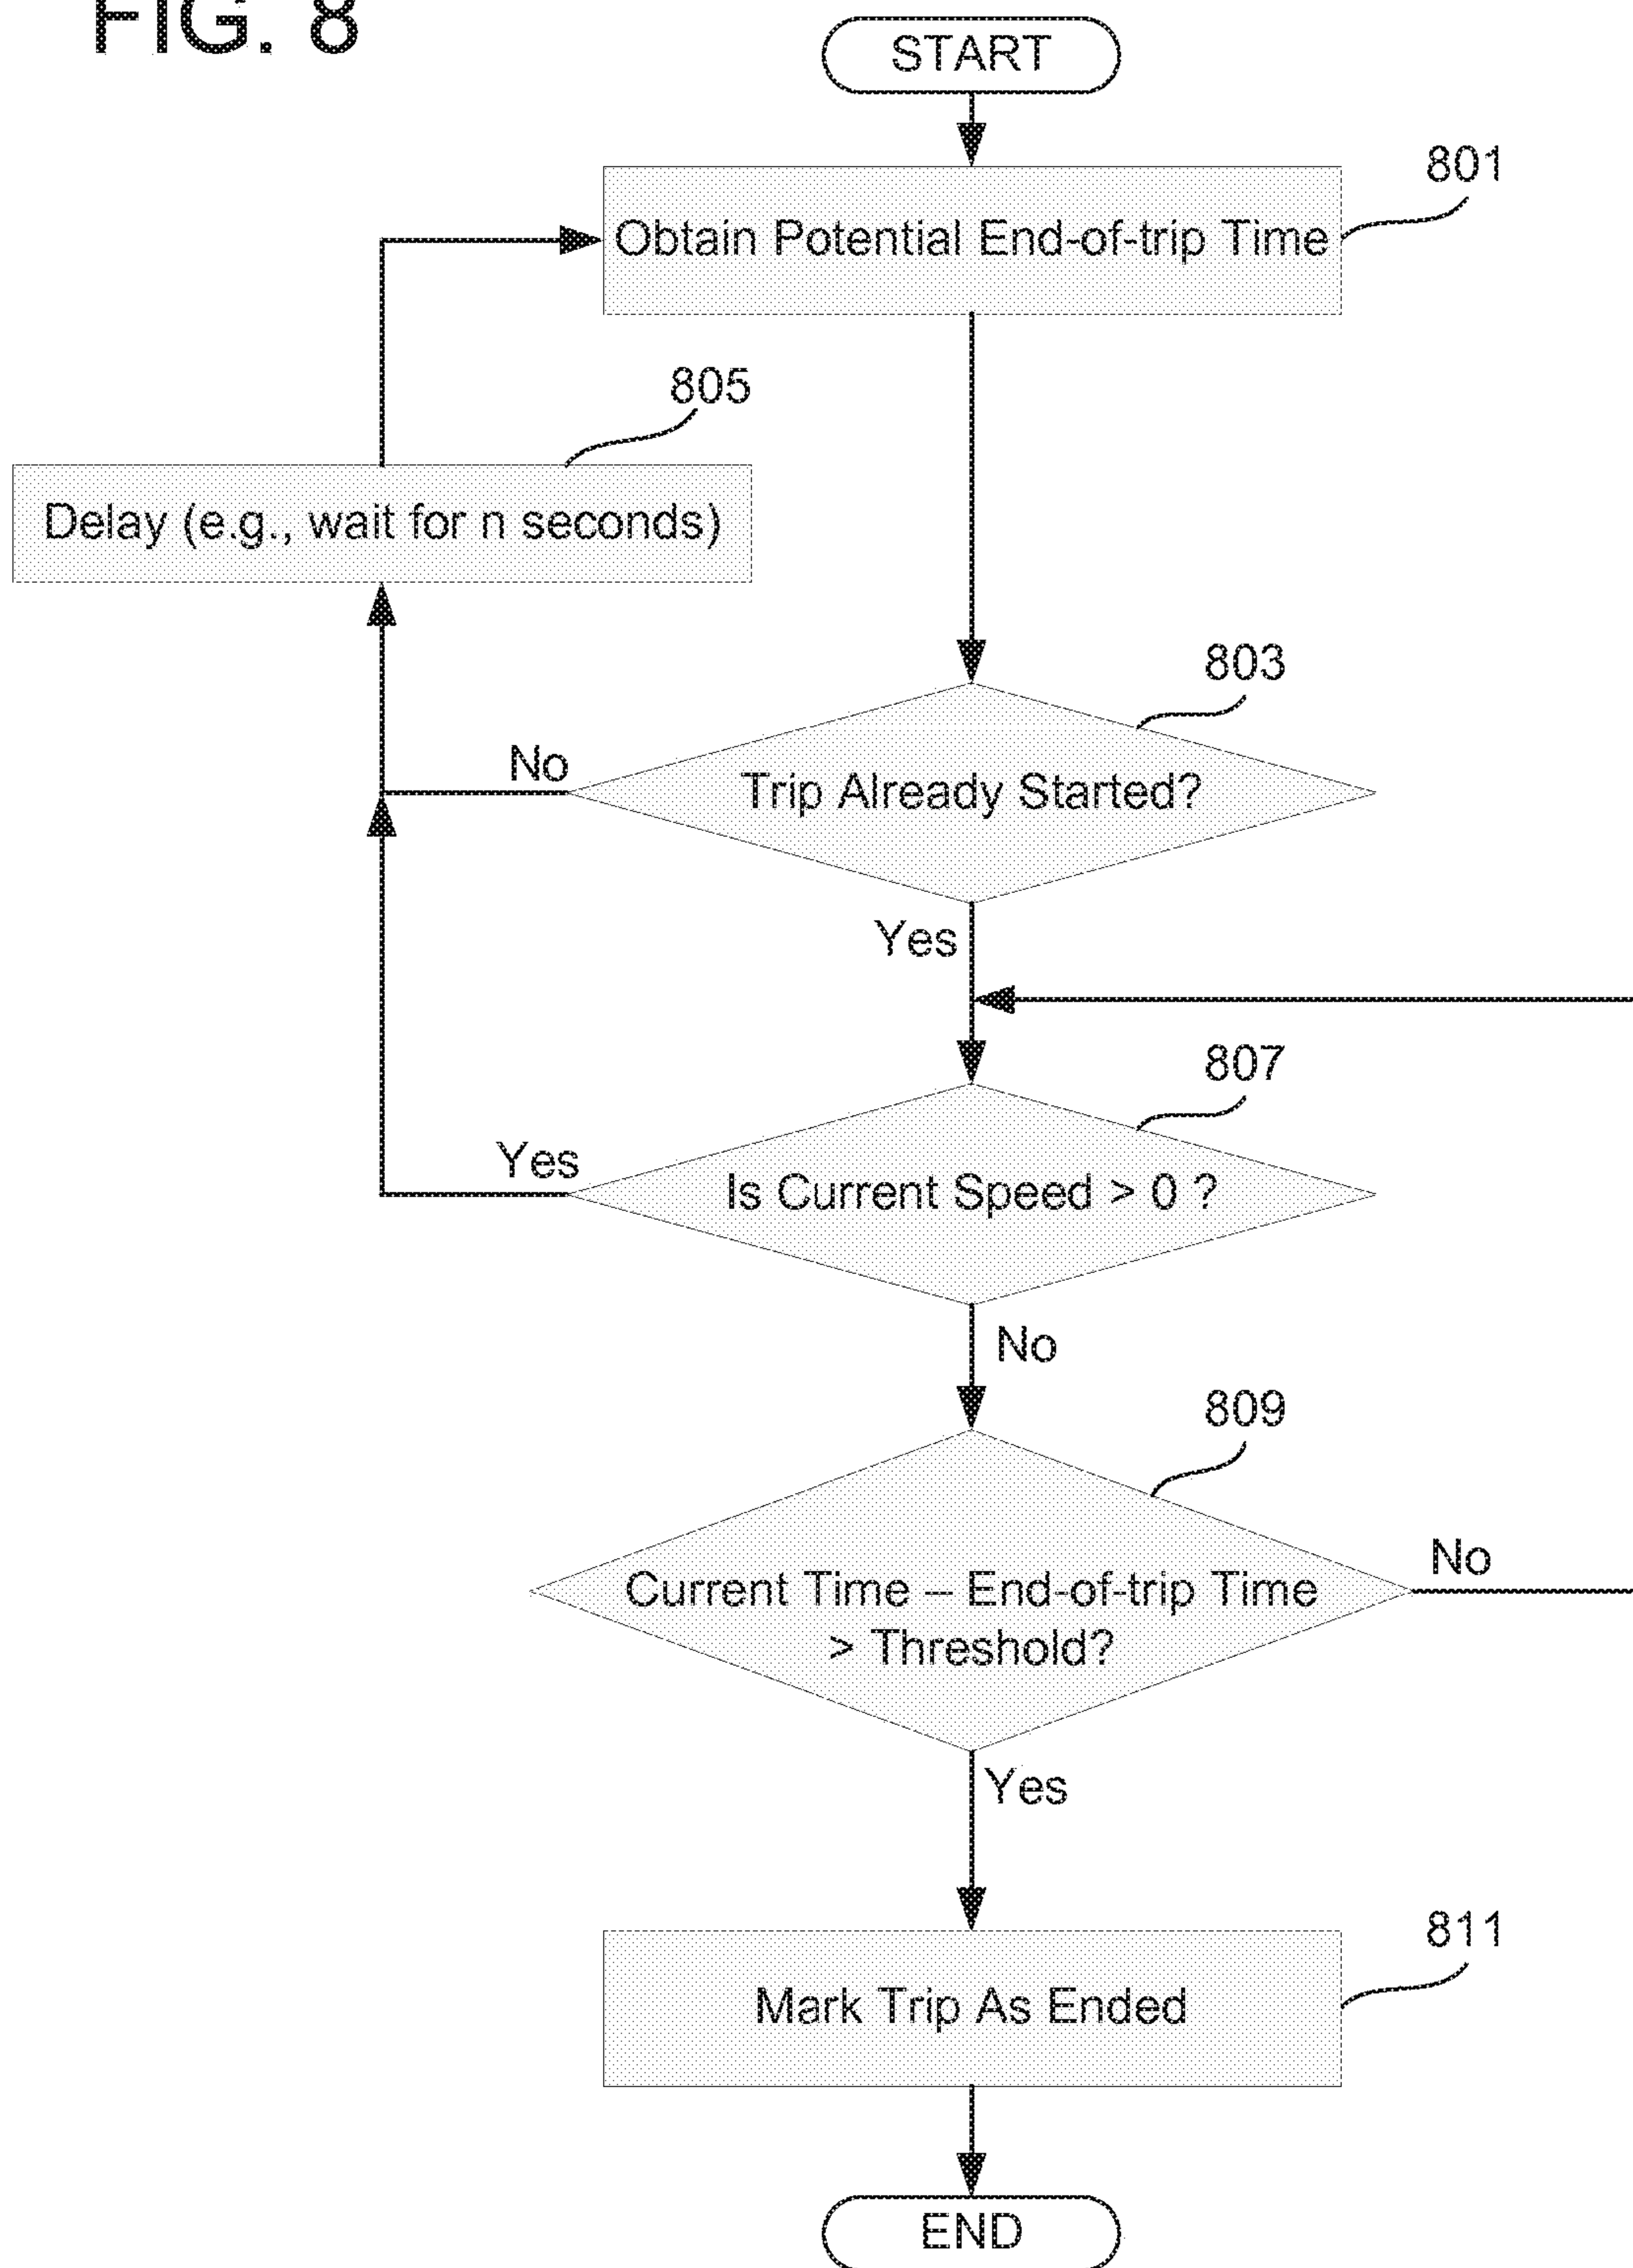 FIG. 8
START
801
Obtain Potential End-of-trip Time
805
Delay (e.g., wait for n seconds)
803
No
Trip Already Started?
Yes
807
Yes
Is Current Speed > 0 ?
No
809
No
Current Time – End-of-trip Time
> Threshold?
Yes
811
Mark Trip As Ended
END